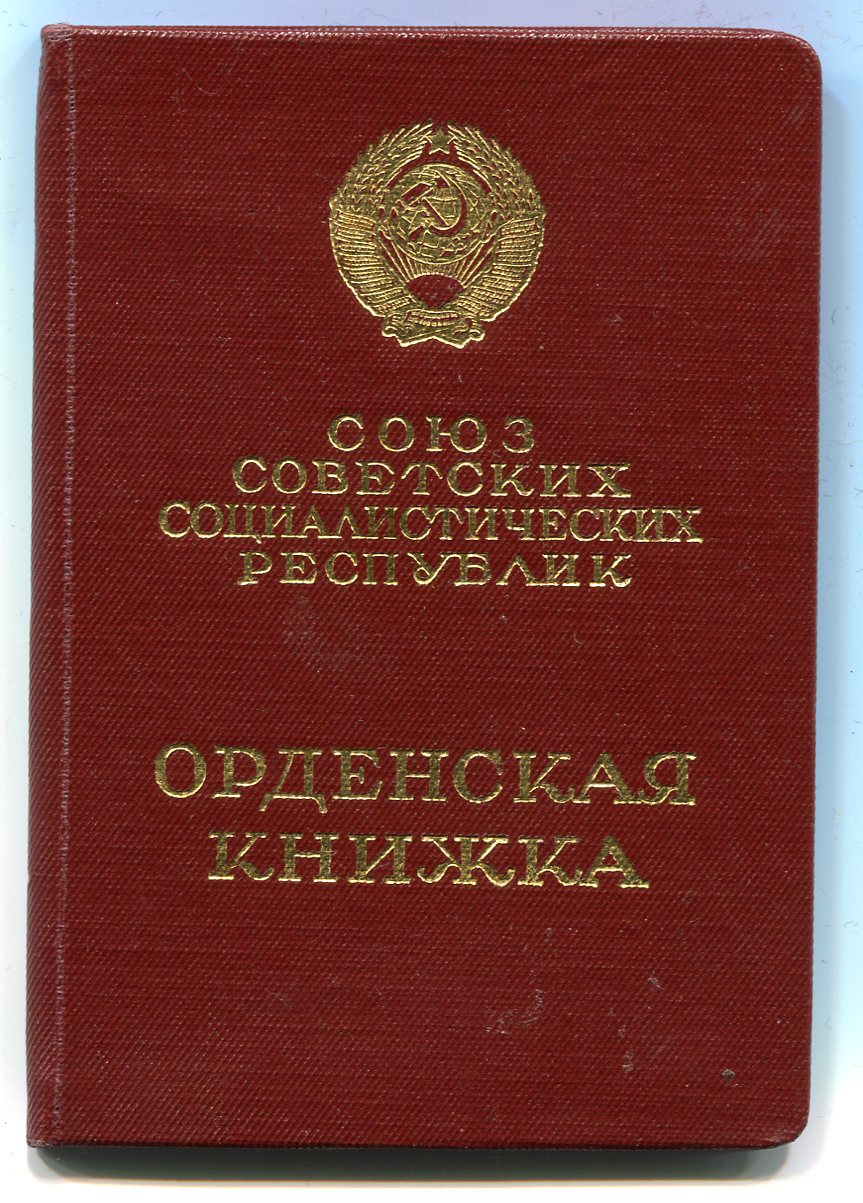 СОЮЗ
СОВЕТСКИХ
СОЦИАЛИСТИЧЕСКИХ
РЕСПУБЛИК
ОРДЕНСКАЯ
КНИЖКА